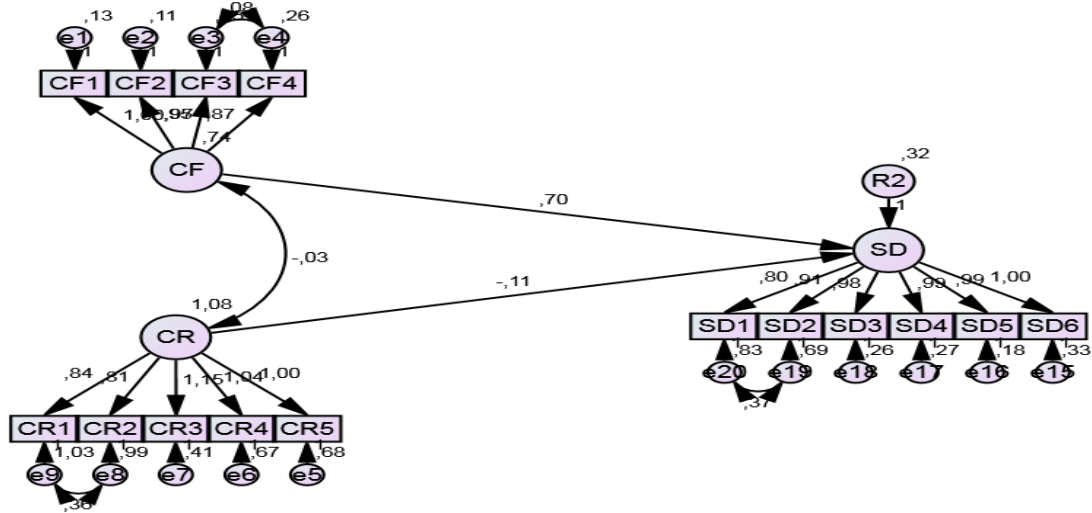 ,13 ,11 ,08 ,26
e1 e2 e3 e4
1 1 1 1
CF1 CF2 CF3 CF4
,95 ,87
,74
CF
,32
R2
1
,70
SD
-,03
-,11
,80 ,91 ,98 ,99 ,99 1,00
1,08
CR
SD1 SD2 SD3 SD4 SD5 SD6
,83 ,69 ,26 ,27 ,18 ,33
e20 e19 e18 e17 e16 e15
,37
,84 ,81 1,15 1,04 1,00
CR1 CR2 CR3 CR4 CR5
1,03 ,99 ,41 ,67 ,68
e9 e8 e7 e6 e5
,36